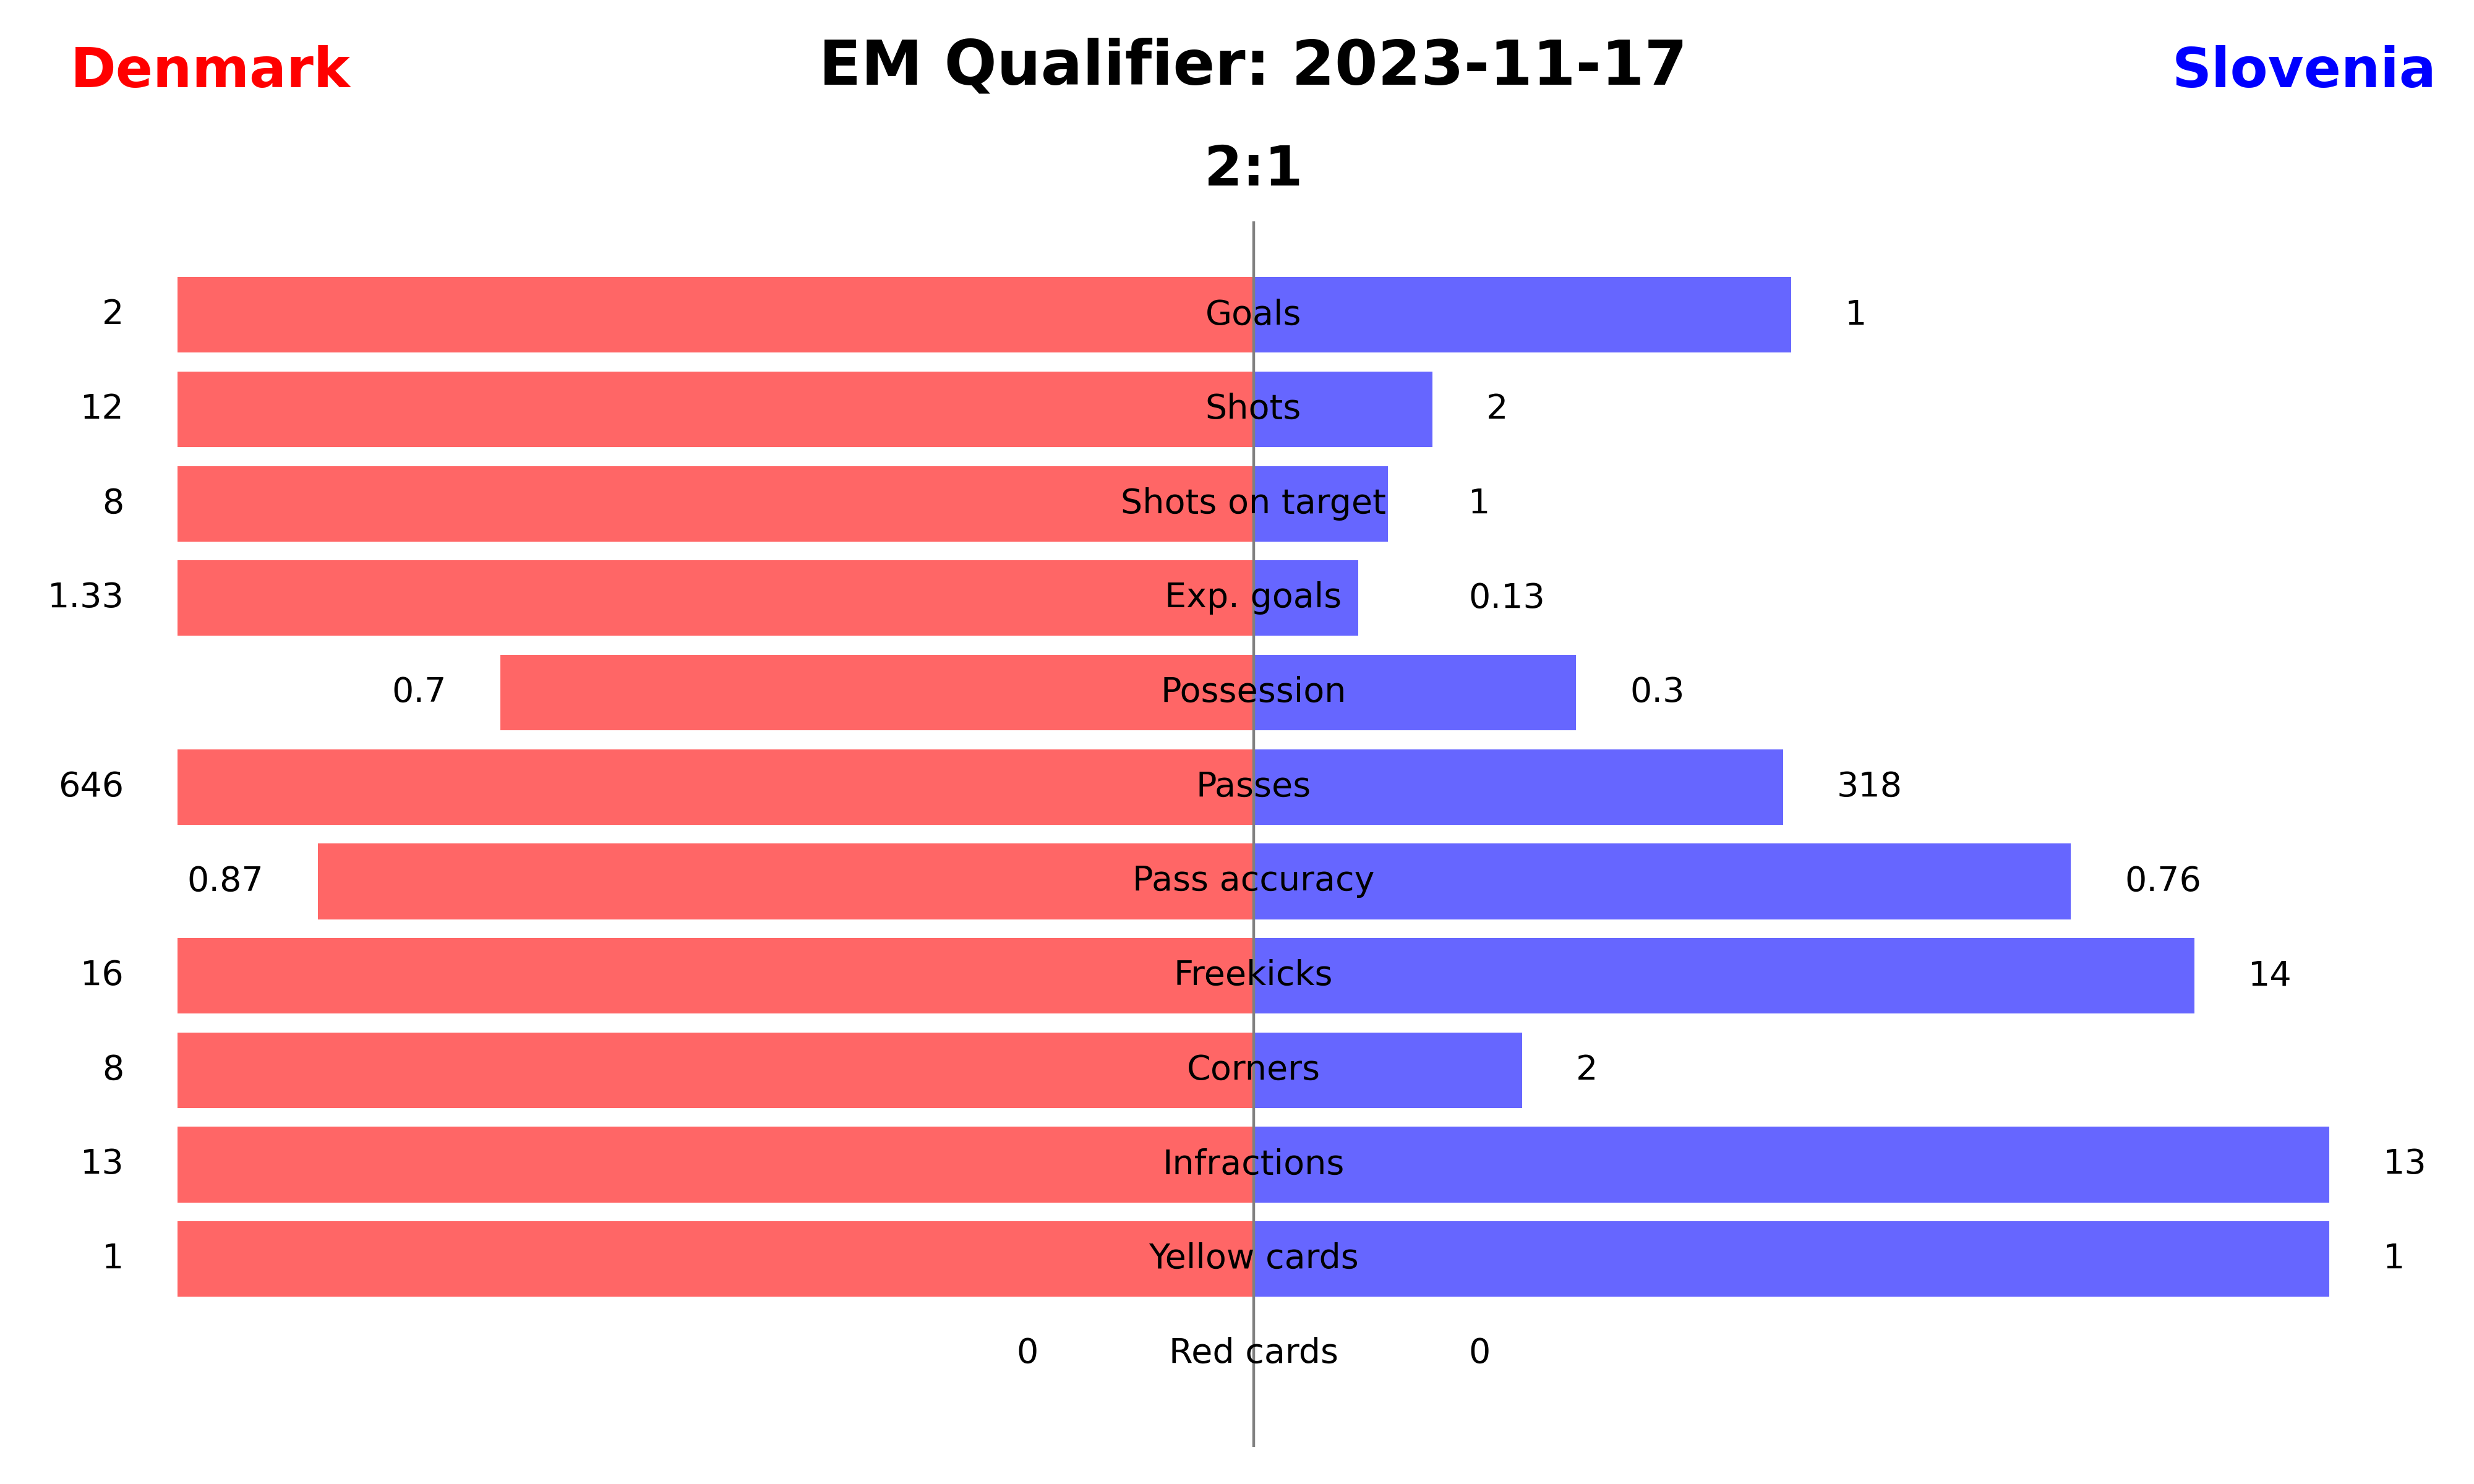 Denmark EM Qualifier: 2023-11-17 Slovenia
2:1
2 Goals 1
12 Shots 2
8 Shots on target 1
1.33 Exp. goals 0.13
0.7 Possession 0.3
646 Passes 318
0.87 Pass accuracy 0.76
16 Freekicks 14
8 Corners 2
13 Infractions 13
1 Yellow cards 1
0 Red cards 0